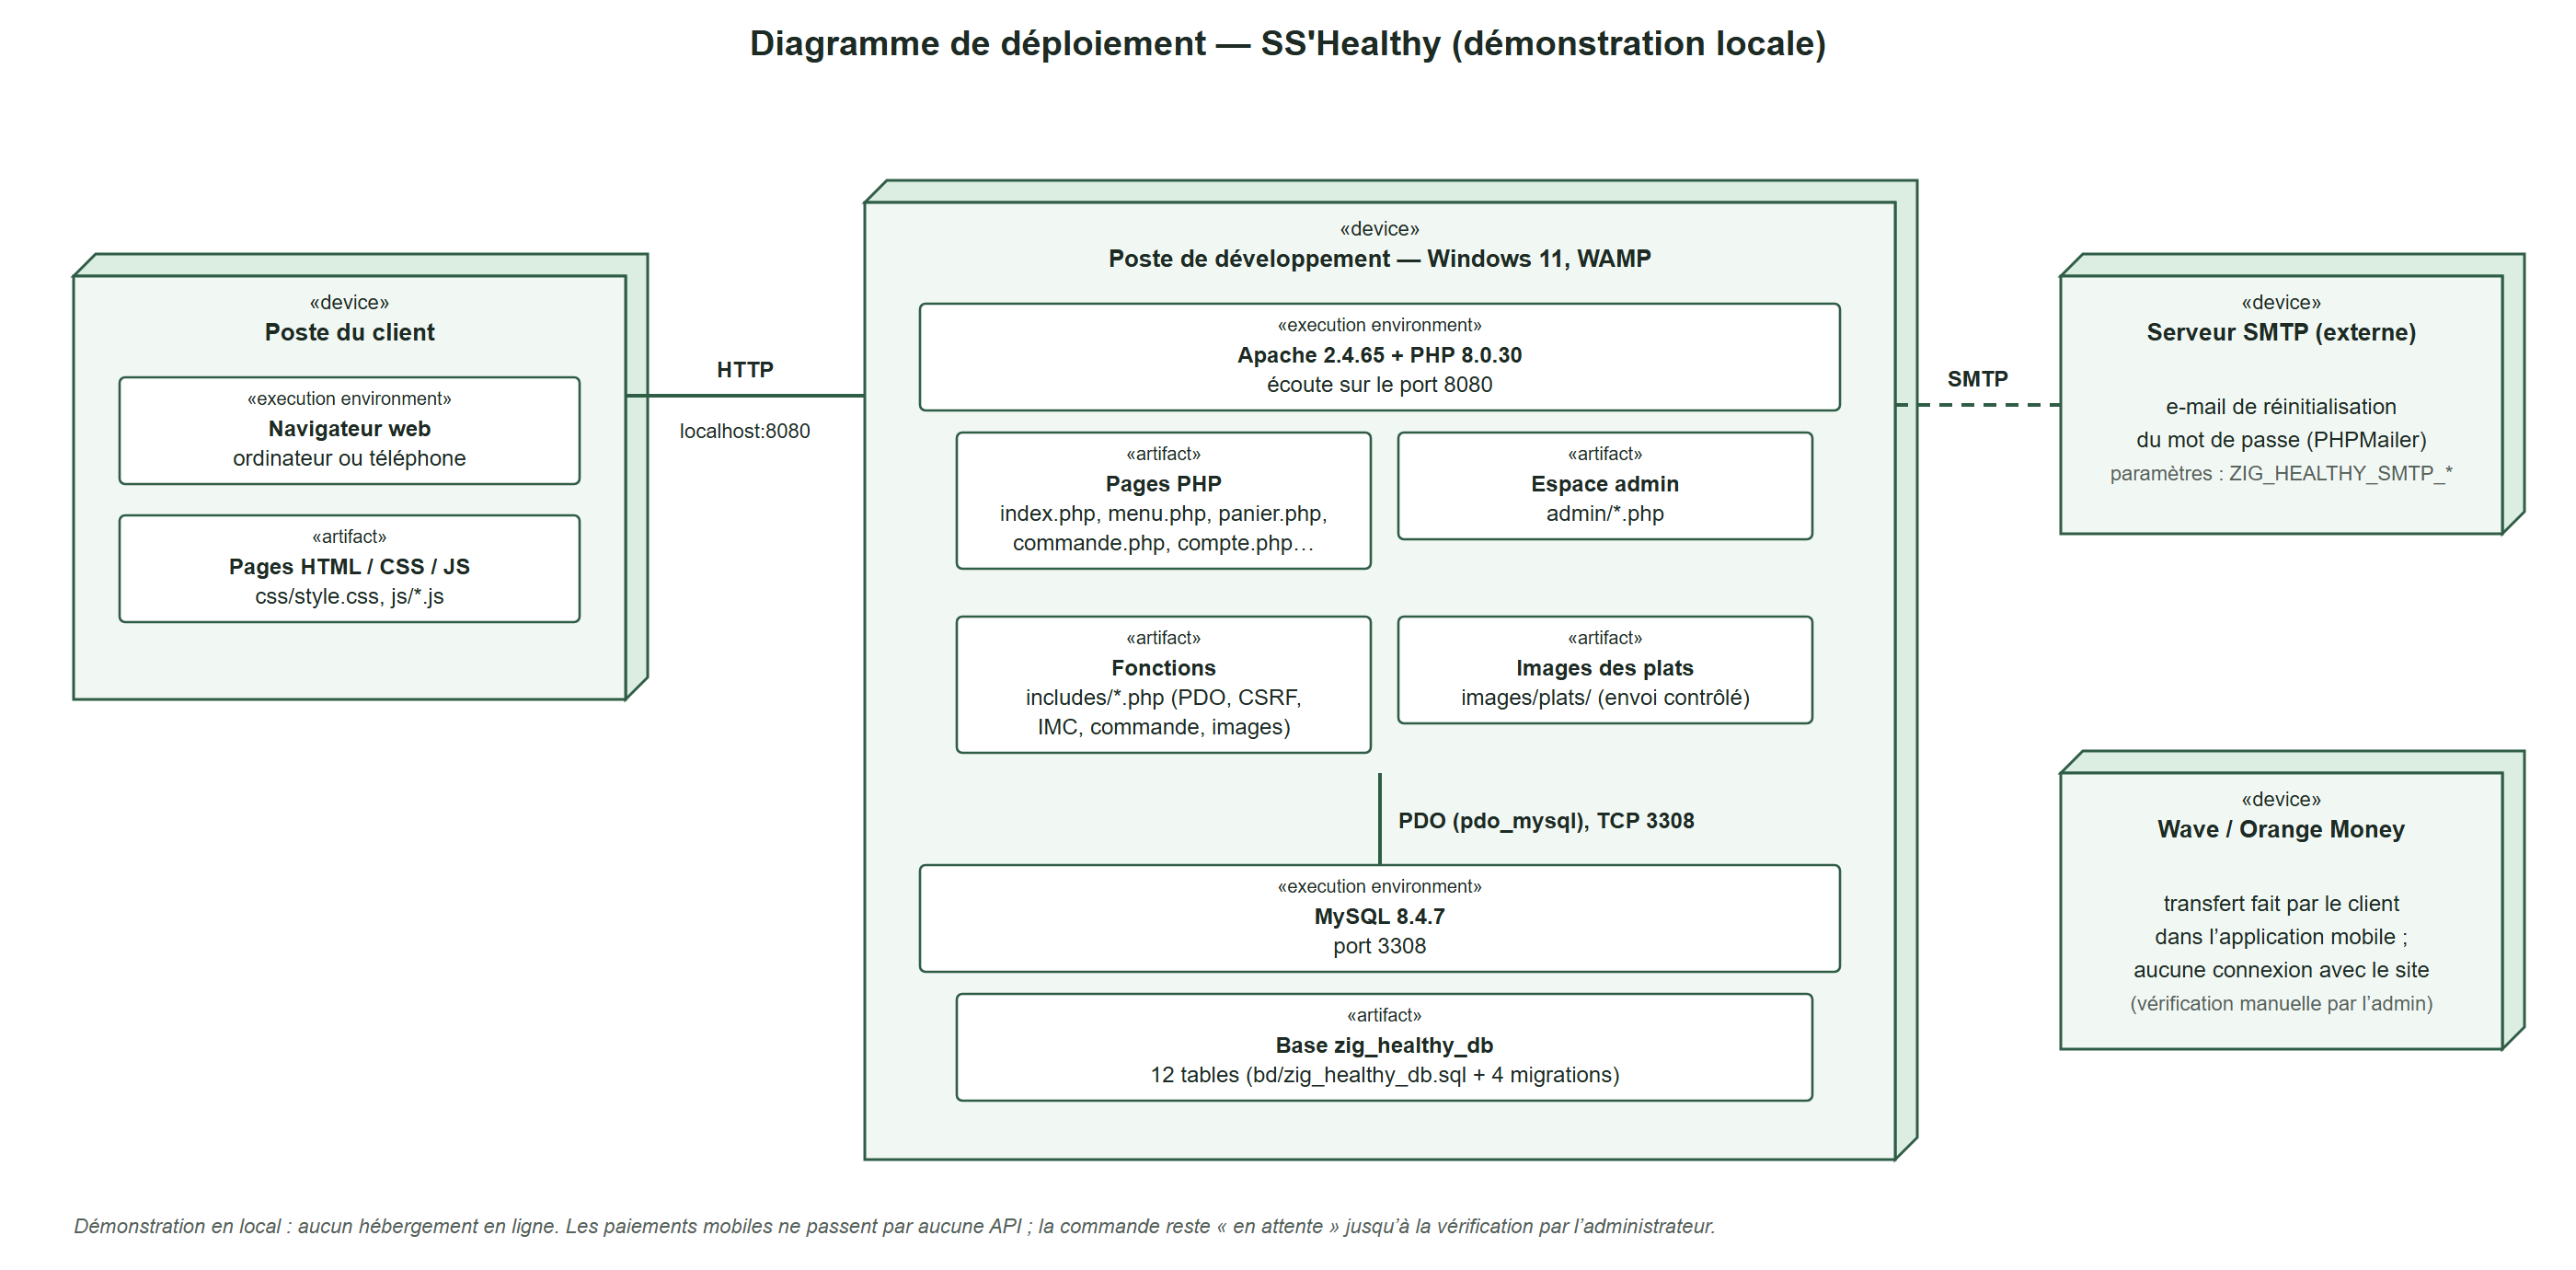 Diagramme de déploiement — SS'Healthy (démonstration locale)
«device»
Poste du client
«execution environment»
Navigateur web
ordinateur ou téléphone
«artifact»
Pages HTML / CSS / JS
css/style.css, js/*.js
HTTP
localhost:8080
«device»
Poste de développement — Windows 11, WAMP
«execution environment»
Apache 2.4.65 + PHP 8.0.30
écoute sur le port 8080
«artifact»
Pages PHP
index.php, menu.php, panier.php,
commande.php, compte.php…
«artifact»
Espace admin
admin/*.php
«artifact»
Fonctions
includes/*.php (PDO, CSRF,
IMC, commande, images)
«artifact»
Images des plats
images/plats/ (envoi contrôlé)
PDO (pdo_mysql), TCP 3308
«execution environment»
MySQL 8.4.7
port 3308
«artifact»
Base zig_healthy_db
12 tables (bd/zig_healthy_db.sql + 4 migrations)
SMTP
«device»
Serveur SMTP (externe)
e-mail de réinitialisation
du mot de passe (PHPMailer)
paramètres : ZIG_HEALTHY_SMTP_*
«device»
Wave / Orange Money
transfert fait par le client
dans l’application mobile ;
aucune connexion avec le site
(vérification manuelle par l’admin)
Démonstration en local : aucun hébergement en ligne. Les paiements mobiles ne passent par aucune API ; la commande reste « en attente » jusqu’à la vérification par l’administrateur.